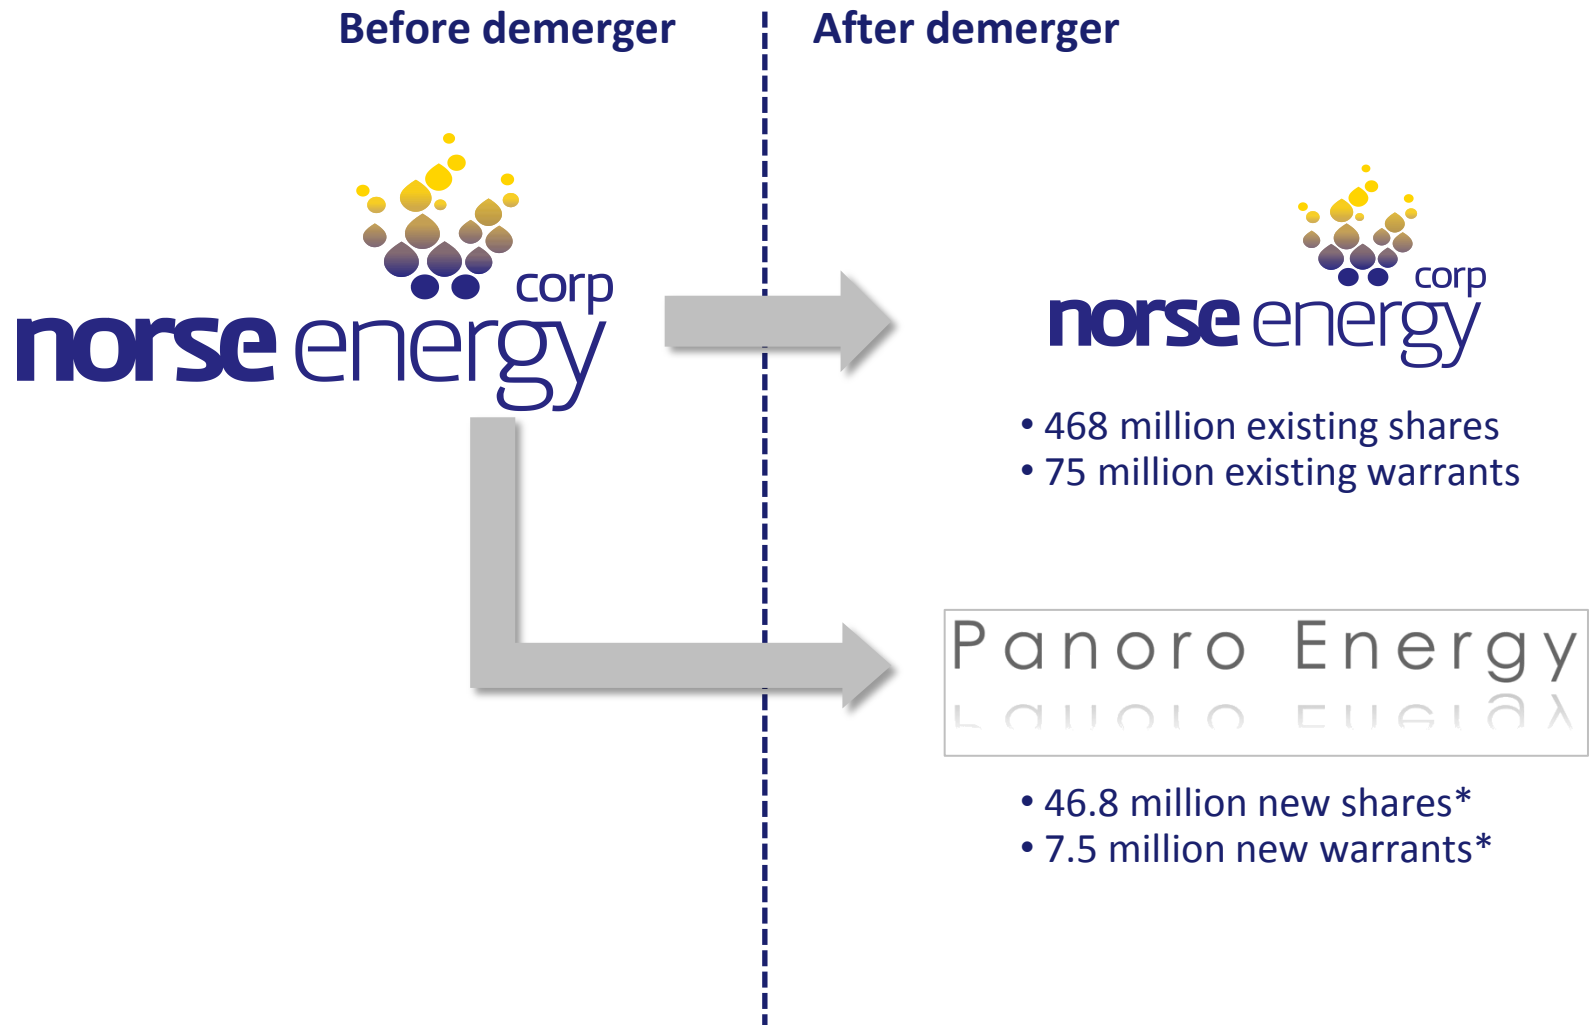 Before demerger
After demerger
corp
norse energy
corp
norse energy
• 468 million existing shares
• 75 million existing warrants
Panoro Energy
• 46.8 million new shares*
• 7.5 million new warrants*